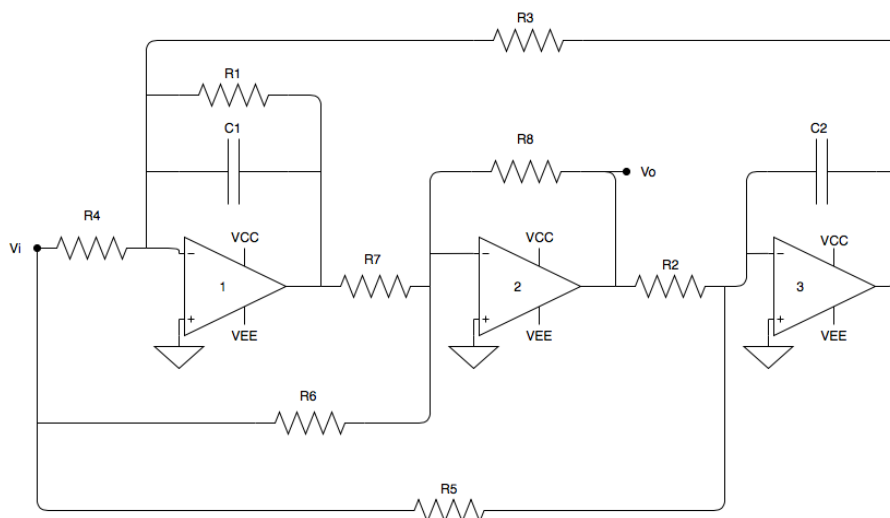 R3
R1
C1
R8
C2
Vo
R4
Vi
VCC
VCC
VCC
R7
R2
−
−
−
1
2
3
+
+
+
VEE
VEE
VEE
R6
R5